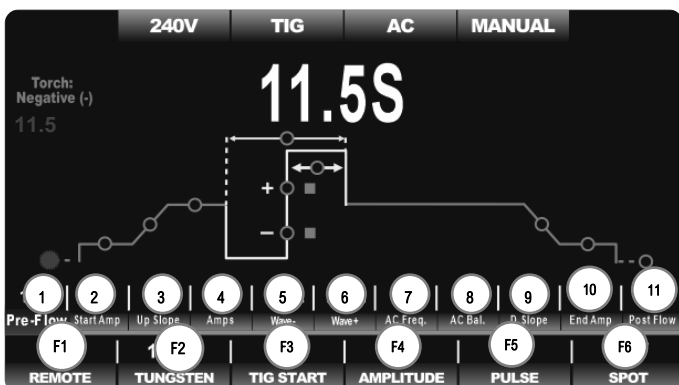 240V TIG AC MANUAL
11.5S
Torch:
Negative (-)
11.5
+
−
1 2 3 4 5 6 7 8 9 10 11
Pre-Flow Start Amp Up Slope Amps Wave- Wave+ AC Freq. AC Bal. D.Slope End Amp Post Flow
F1 F2 F3 F4 F5 F6
REMOTE TUNGSTEN TIG START AMPLITUDE PULSE SPOT